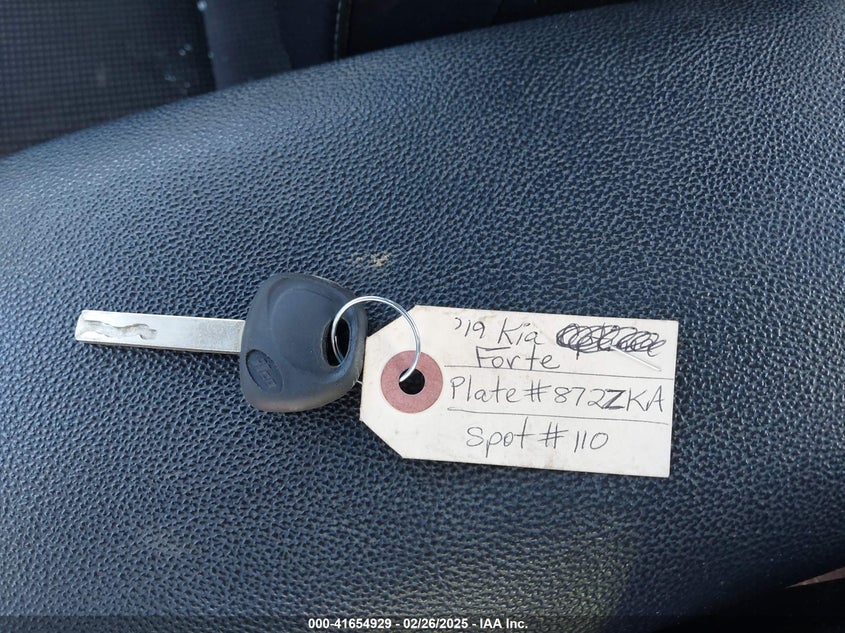 '19 Kia
Forte
Plate # 872ZKA
Spot # 110
000-41654929 - 02/26/2025 - IAA Inc.